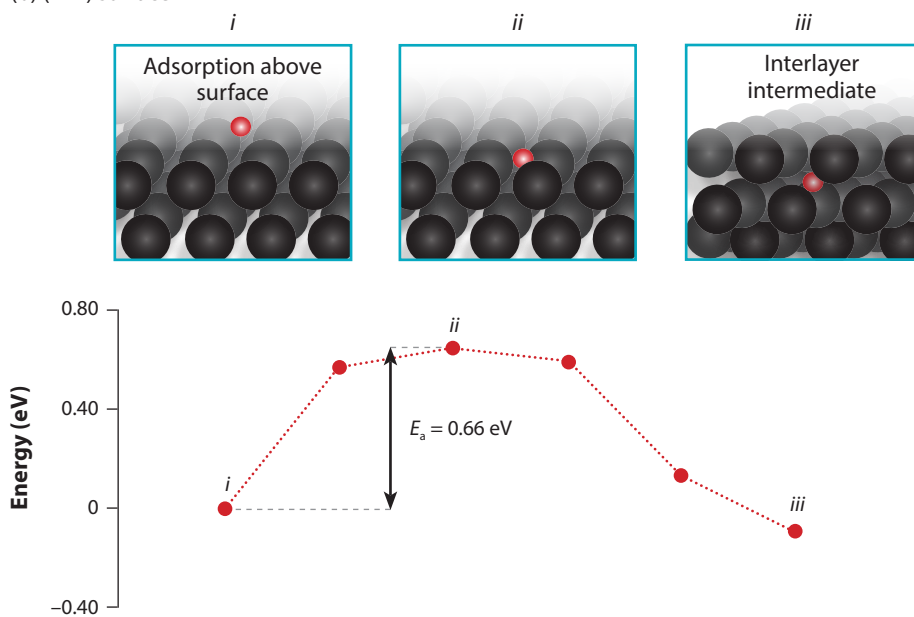 i
ii
iii
Adsorption above
surface
Interlayer
intermediate
0.80
0.40
0
−0.40
Energy (eV)
i
ii
iii
Eₐ = 0.66 eV